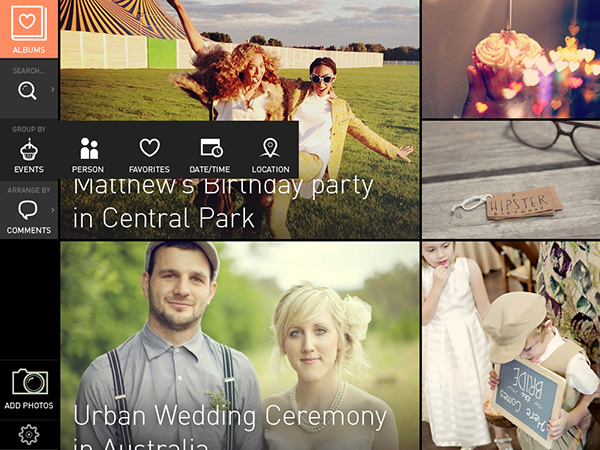 ALBUMS
SEARCH...
GROUP BY
EVENTS
PERSON
FAVORITES
DATE/TIME
LOCATION
ARRANGE BY
COMMENTS
Matthew's Birthday party
in Central Park
A
HIPSTER
Urban Wedding Ceremony
in Australia
Here Comes
the
BRIDE
ADD PHOTOS